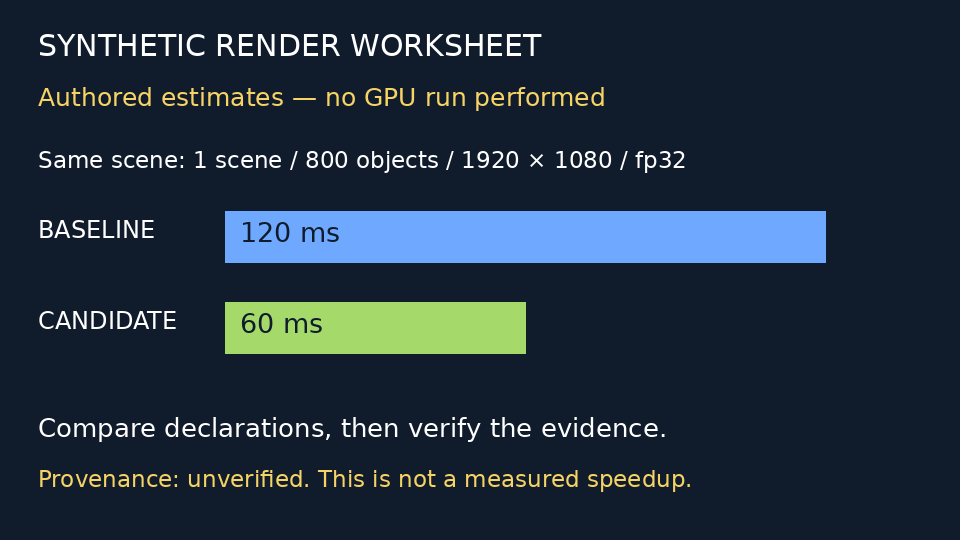 SYNTHETIC RENDER WORKSHEET
Authored estimates — no GPU run performed
Same scene: 1 scene / 800 objects / 1920 × 1080 / fp32
BASELINE 120 ms
CANDIDATE 60 ms
Compare declarations, then verify the evidence.
Provenance: unverified. This is not a measured speedup.